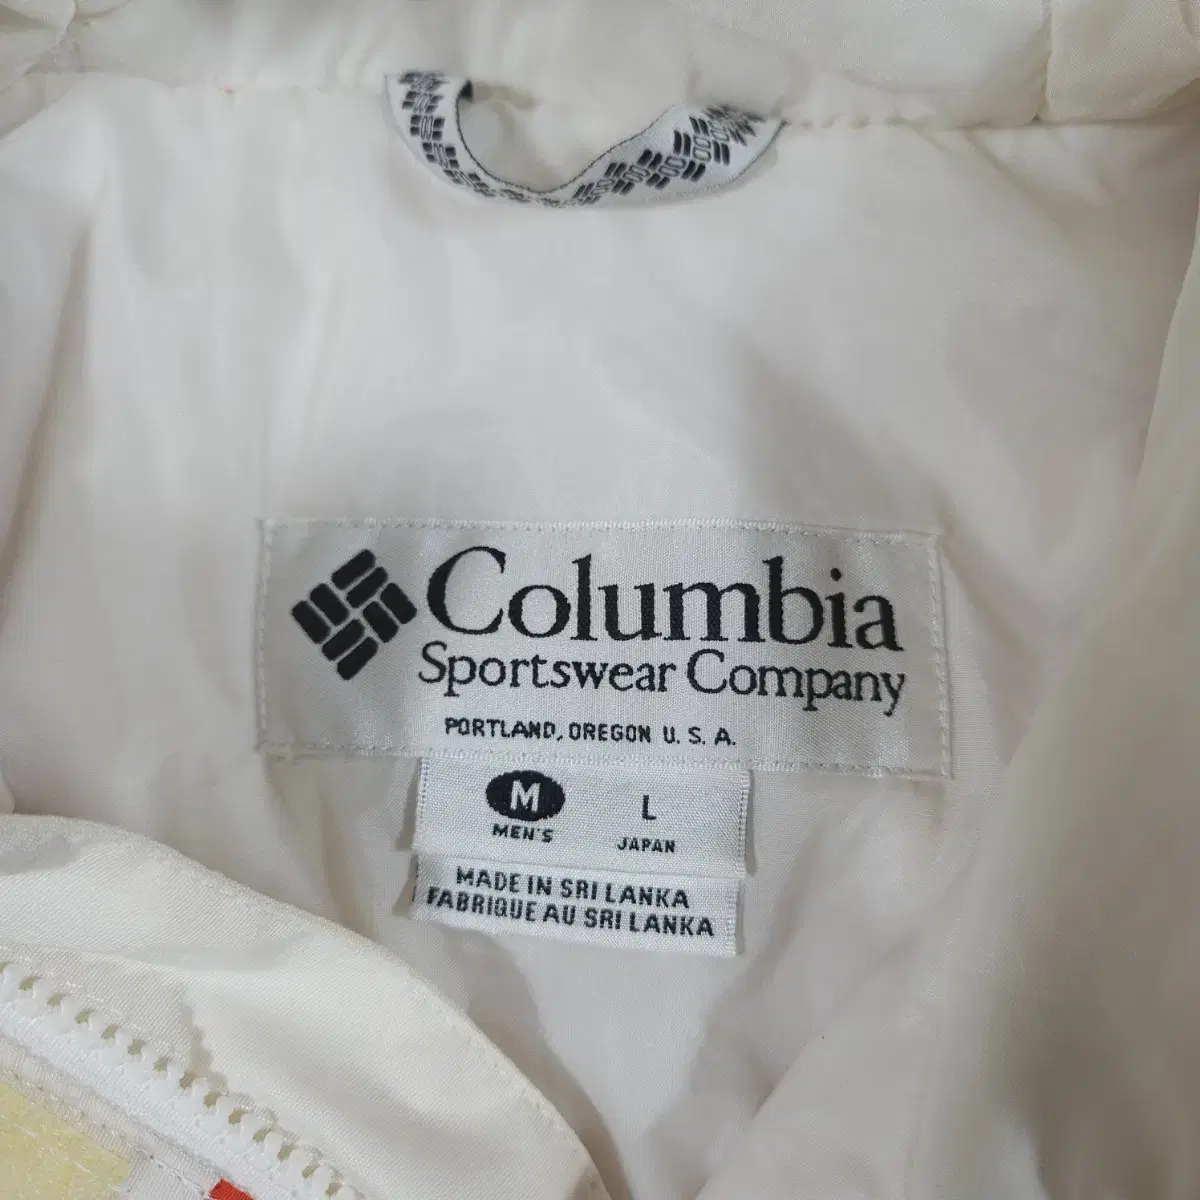 Columbia
Sportswear Company
PORTLAND, OREGON U. S. A.
M L
MEN'S JAPAN
MADE IN SRI LANKA
FABRIQUE AU SRI LANKA